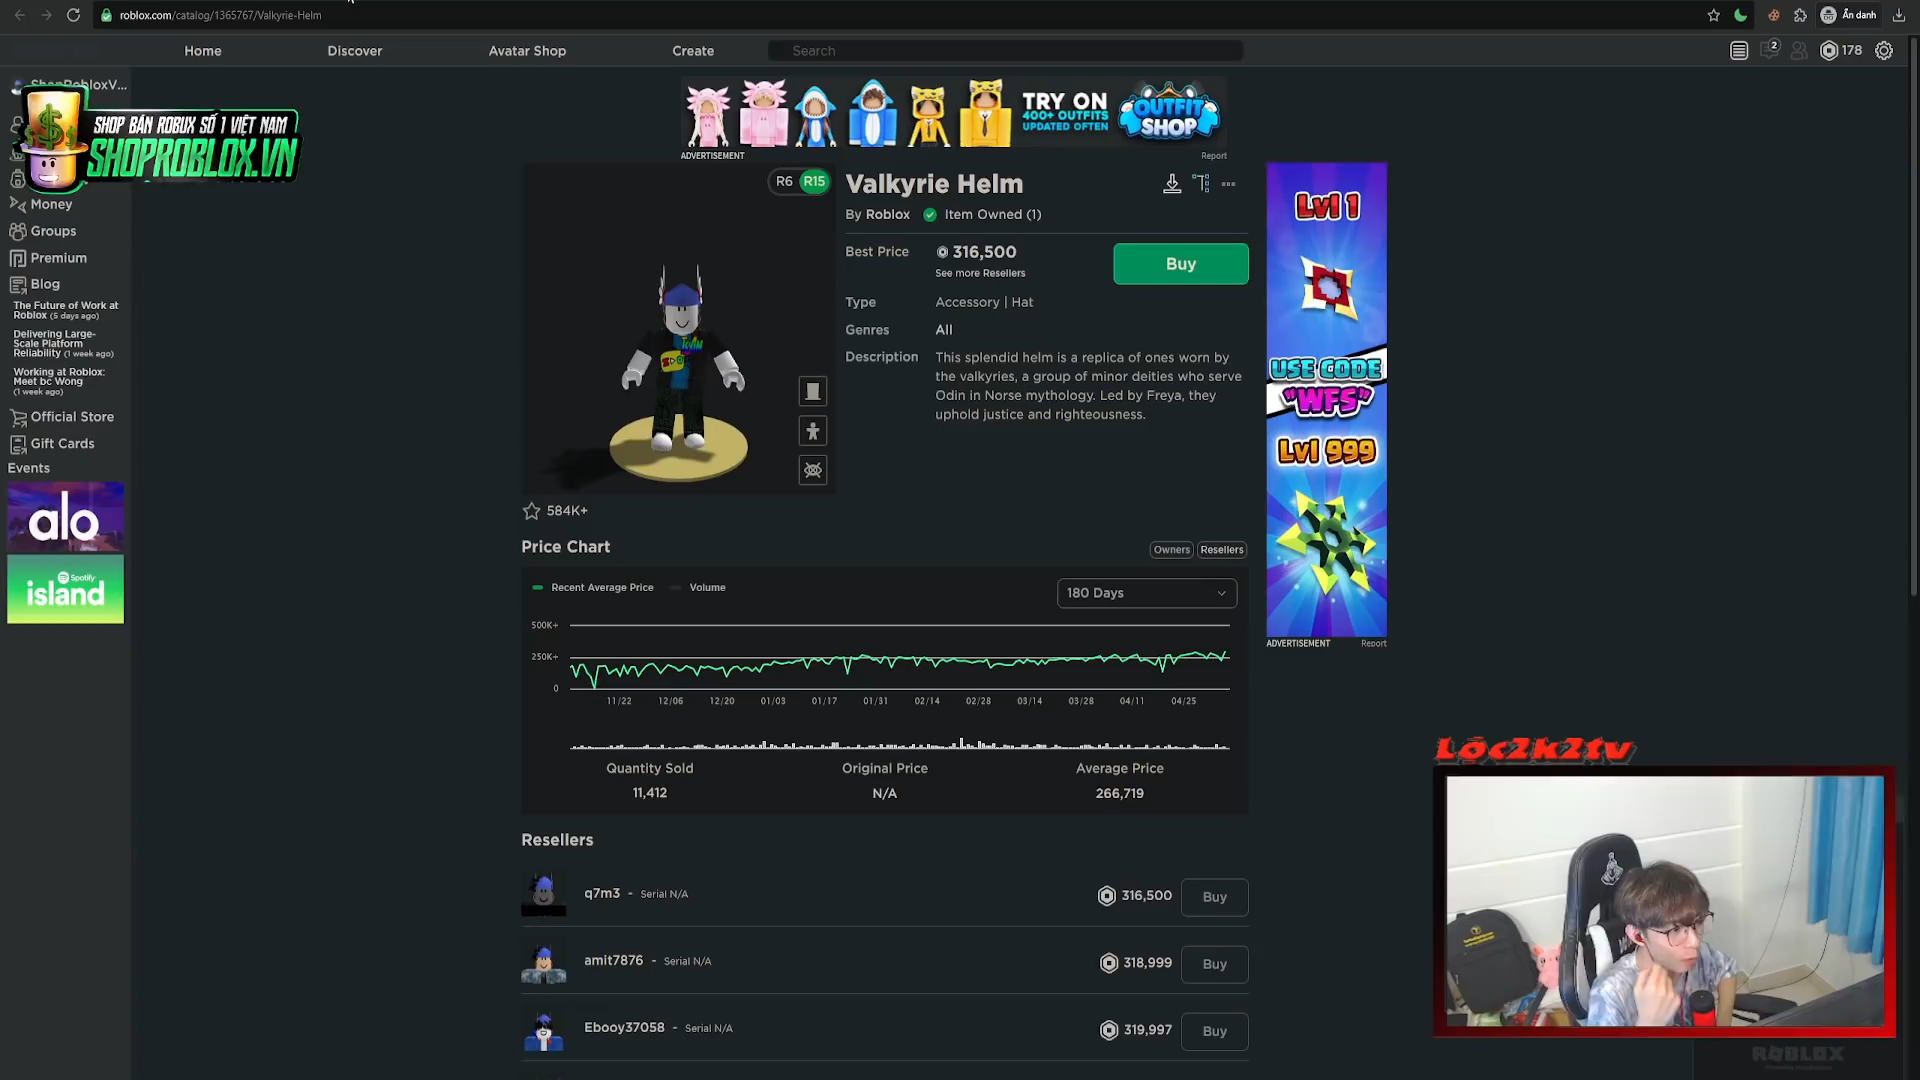 roblox.com/catalog/1365767/Valkyrie-Helm
Ẩn danh
Home
Discover
Avatar Shop
Create
Search
2
178
ShopRobloxV...
SHOP BÁN ROBUX SỐ 1 VIỆT NAM
SHOPROBLOX.VN
Money
Groups
Premium
Blog
The Future of Work at
Roblox (5 days ago)
Delivering Large-
Scale Platform
Reliability (1 week ago)
Working at Roblox:
Meet bc Wong
(1 week ago)
Official Store
Gift Cards
Events
alo
Spotify
island
TRY ON
400+ OUTFITS
UPDATED OFTEN
OUTFIT
SHOP
ADVERTISEMENT
Report
R6
R15
Valkyrie Helm
By Roblox
Item Owned (1)
Best Price
316,500
See more Resellers
Buy
Type
Accessory | Hat
Genres
All
Description
This splendid helm is a replica of ones worn by
the valkyries, a group of minor deities who serve
Odin in Norse mythology. Led by Freya, they
uphold justice and righteousness.
584K+
Price Chart
Owners
Resellers
Recent Average Price
Volume
180 Days
500K+
250K+
0
11/22
12/06
12/20
01/03
01/17
01/31
02/14
02/28
03/14
03/28
04/11
04/25
Quantity Sold
Original Price
Average Price
11,412
N/A
266,719
Resellers
q7m3 - Serial N/A
316,500
Buy
amit7876 - Serial N/A
318,999
Buy
Ebooy37058 - Serial N/A
319,997
Buy
Lvl 1
USE CODE
"WFS"
Lvl 999
ADVERTISEMENT
Report
Lộc2k2tv
ROBLOX